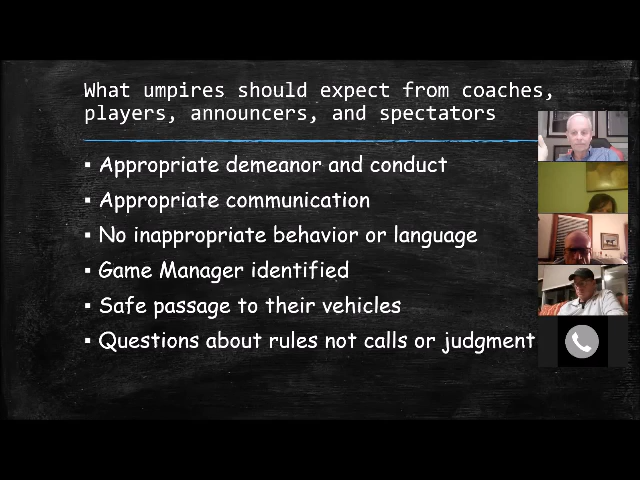 What umpires should expect from coaches,
players, announcers, and spectators
▪ Appropriate demeanor and conduct
▪ Appropriate communication
▪ No inappropriate behavior or language
▪ Game Manager identified
▪ Safe passage to their vehicles
▪ Questions about rules not calls or judgment